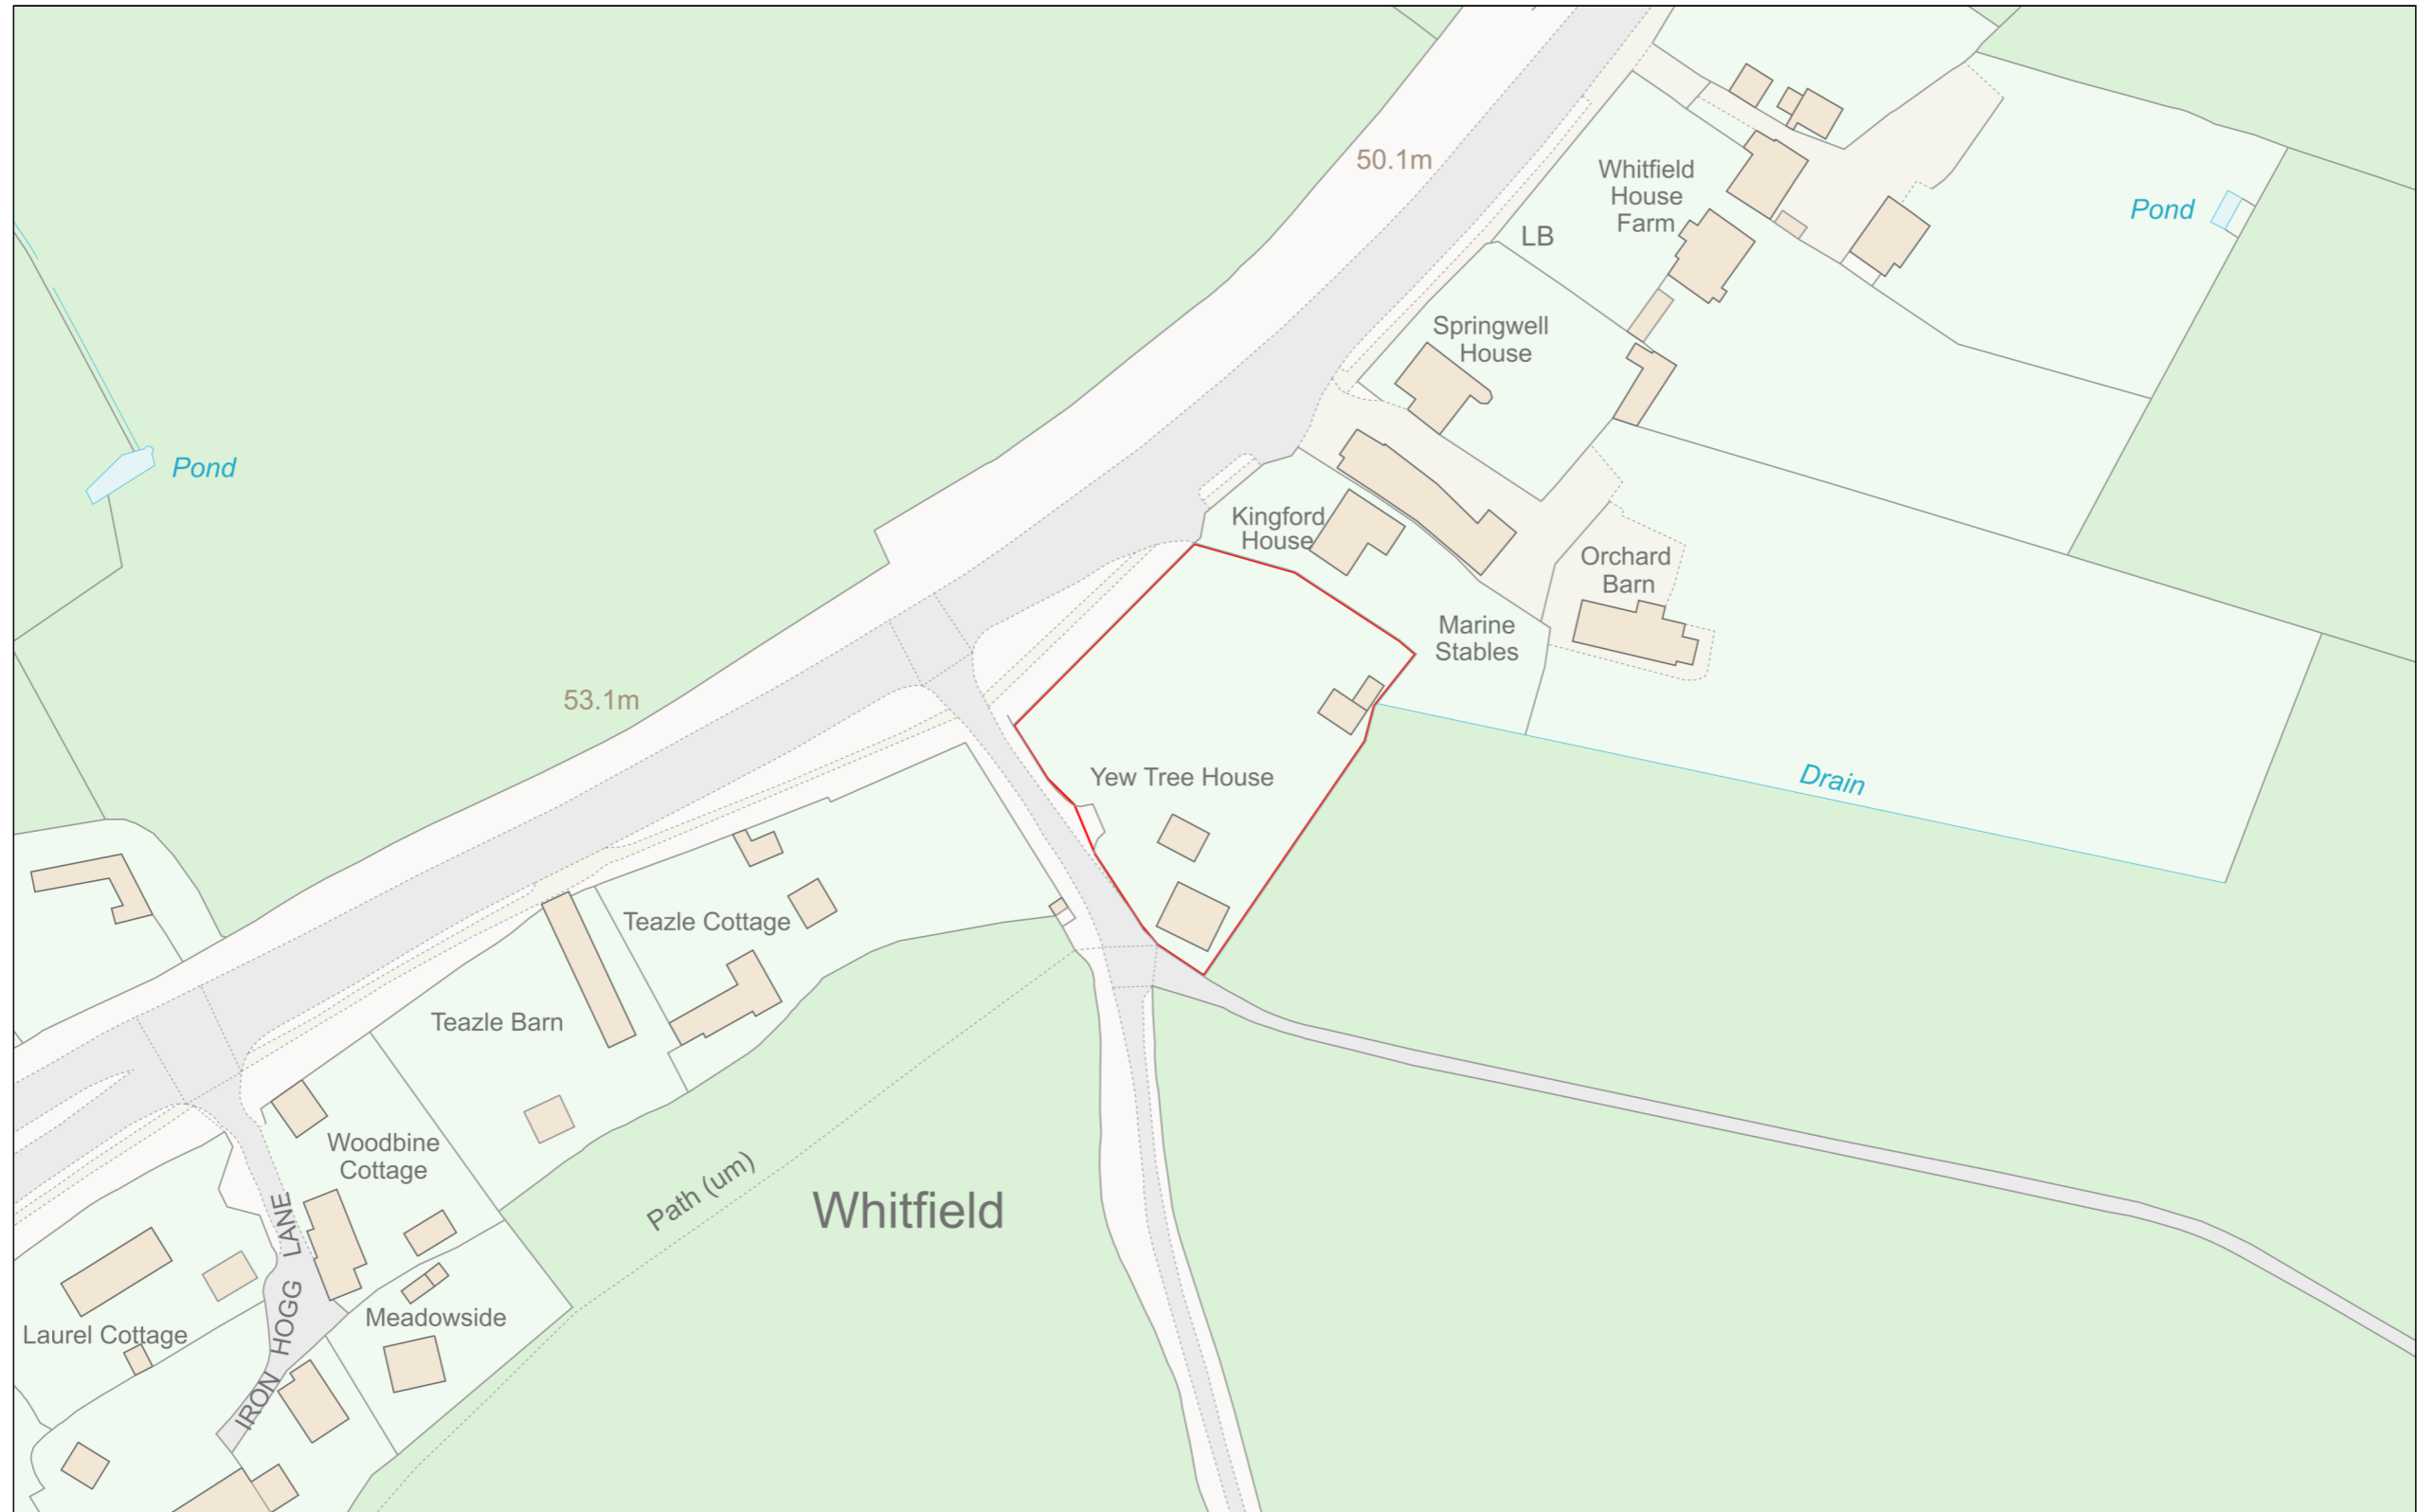 50.1m
Whitfield
House
Farm
Pond
LB
Springwell
House
Pond
Kingford
House
Orchard
Barn
Marine
Stables
53.1m
Yew Tree House
Drain
Teazle Cottage
Teazle Barn
Woodbine
Cottage
Path (um)
Whitfield
IRON HOGG LANE
Meadowside
Laurel Cottage